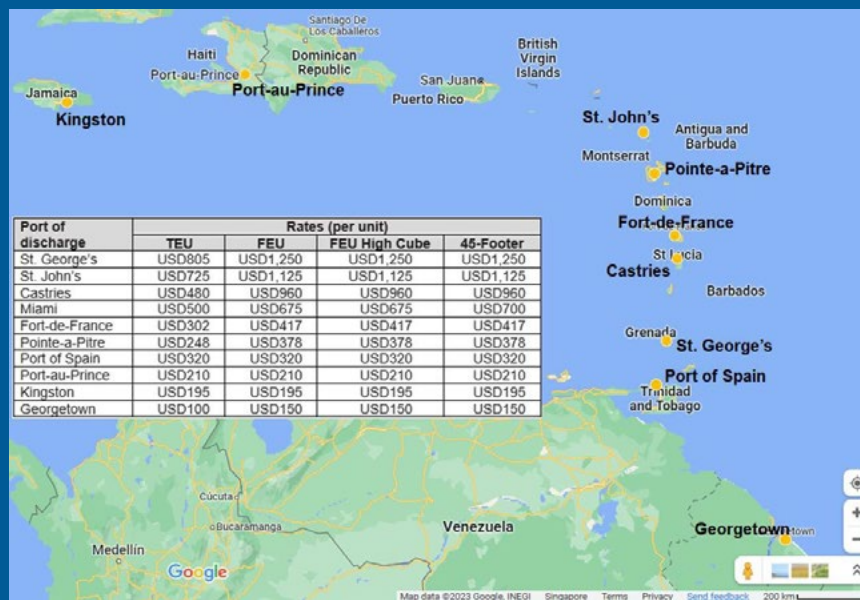 Santiago De
Los Caballeros
Haiti
Dominican
Republic
Port-au-Prince
Port-au-Prince
San Juan
Puerto Rico
British
Virgin
Islands
Jamaica
Kingston
St. John's
Antigua and
Barbuda
Montserrat
Pointe-a-Pitre
Dominica
Fort-de-France
St Lucia
Castries
Barbados
Grenada
St. George's
Port of Spain
Trinidad
and Tobago
Port of discharge Rates (per unit)
TEU FEU FEU High Cube 45-Footer
St. George's USD805 USD1,250 USD1,250 USD1,250
St. John's USD725 USD1,125 USD1,125 USD1,125
Castries USD480 USD960 USD960 USD960
Miami USD500 USD675 USD675 USD700
Fort-de-France USD302 USD417 USD417 USD417
Pointe-a-Pitre USD248 USD378 USD378 USD378
Port of Spain USD320 USD320 USD320 USD320
Port-au-Prince USD210 USD210 USD210 USD210
Kingston USD195 USD195 USD195 USD195
Georgetown USD100 USD150 USD150 USD150
Cúcuta
Bucaramanga
Medellín
Venezuela
Georgetown
Google
Map data ©2023 Google, INEGI Singapore Terms Privacy Send feedback 200 km